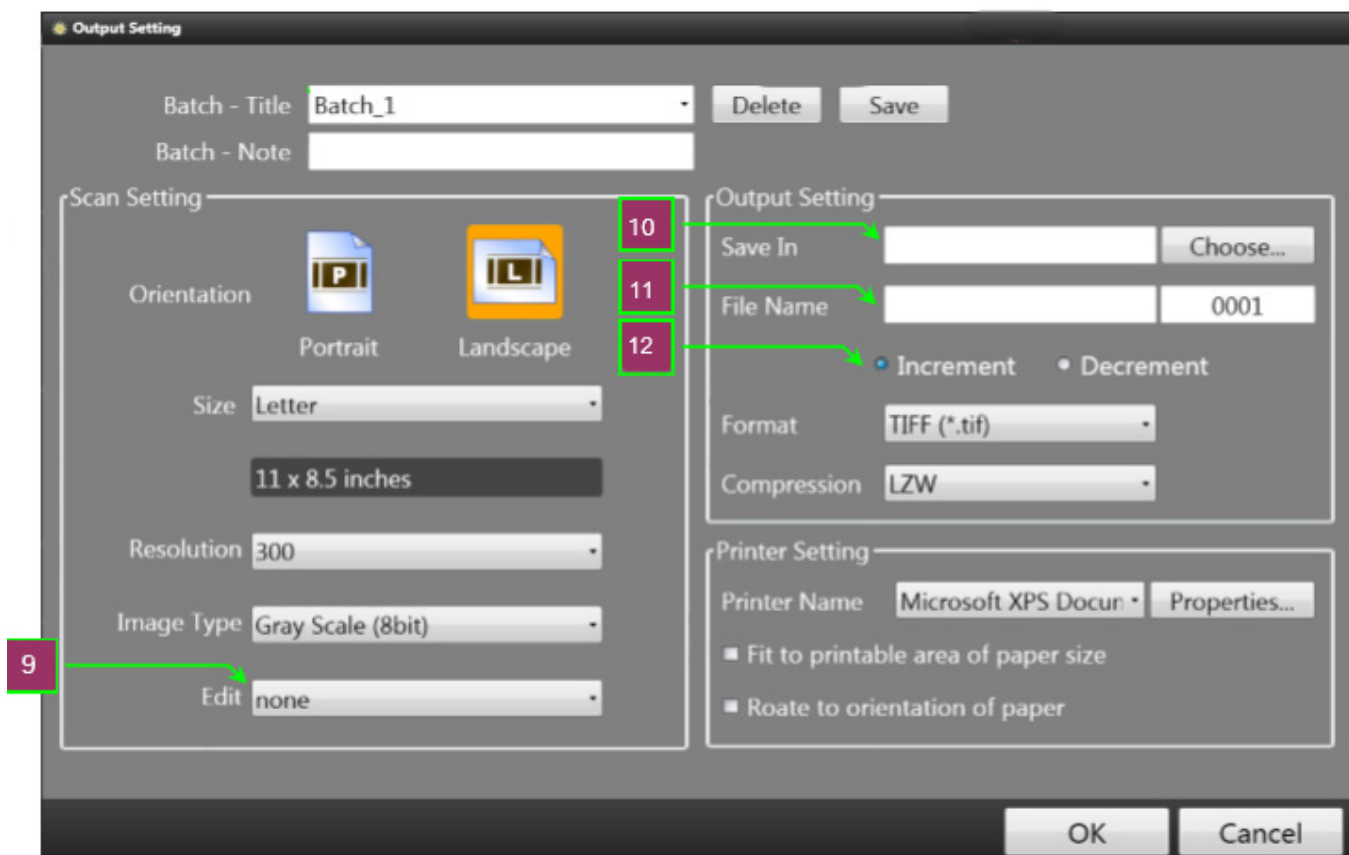 Output Setting
Batch - Title Batch_1 Delete Save
Batch - Note
Scan Setting
P L
Orientation
Portrait Landscape
Size Letter
11 x 8.5 inches
Resolution 300
Image Type Gray Scale (8bit)
9
Edit none
Output Setting
10
Save In Choose...
11
File Name 0001
12
Increment Decrement
Format TIFF (*.tif)
Compression LZW
Printer Setting
Printer Name Microsoft XPS Docun Properties...
Fit to printable area of paper size
Roate to orientation of paper
OK Cancel